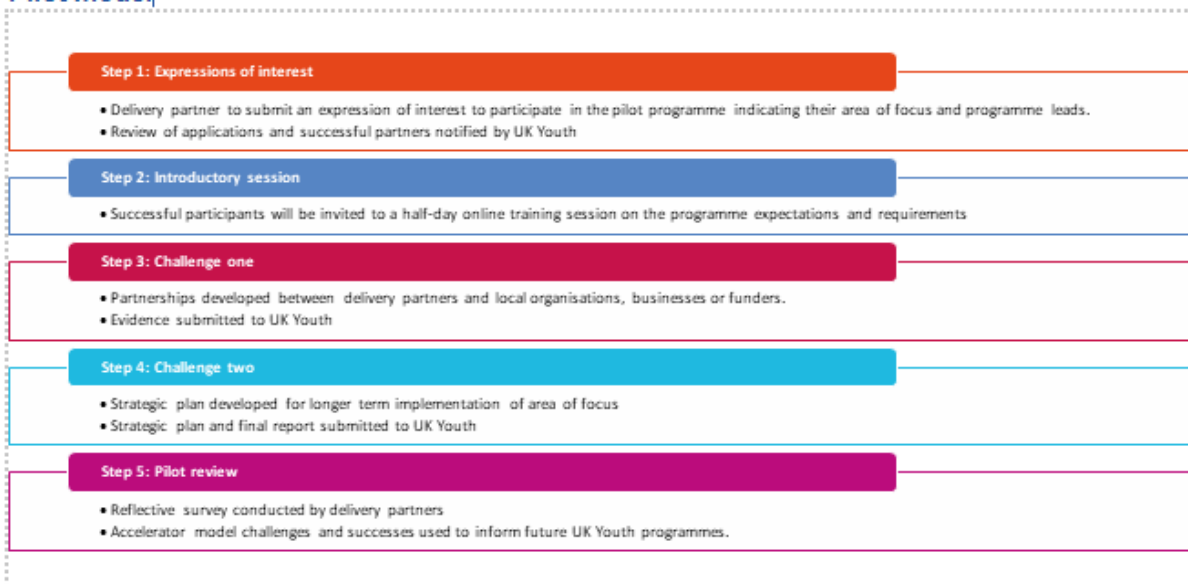 Step 1: Expressions of interest
• Delivery partner to submit an expression of interest to participate in the pilot programme indicating their area of focus and programme leads.
• Review of applications and successful partners notified by UK Youth
Step 2: Introductory session
• Successful participants will be invited to a half-day online training session on the programme expectations and requirements
Step 3: Challenge one
• Partnerships developed between delivery partners and local organisations, businesses or funders.
• Evidence submitted to UK Youth
Step 4: Challenge two
• Strategic plan developed for longer term implementation of area of focus
• Strategic plan and final report submitted to UK Youth
Step 5: Pilot review
• Reflective survey conducted by delivery partners
• Accelerator model challenges and successes used to inform future UK Youth programmes.